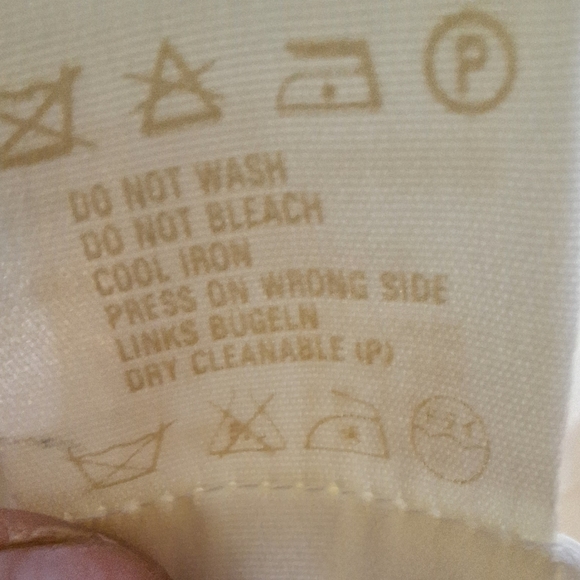 P
DO NOT WASH
DO NOT BLEACH
COOL IRON
PRESS ON WRONG SIDE
LINKS BUGELN
DRY CLEANABLE (P)